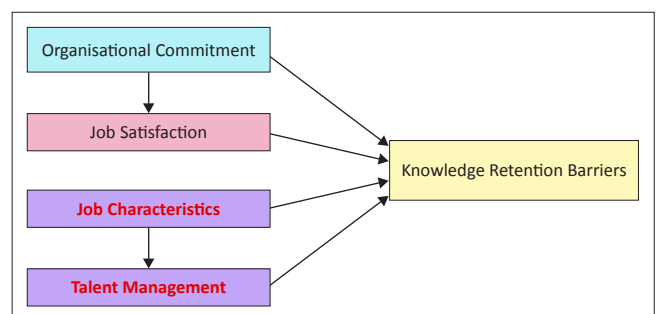 Organisational Commitment
Job Satisfaction
Knowledge Retention Barriers
Job Characteristics
Talent Management